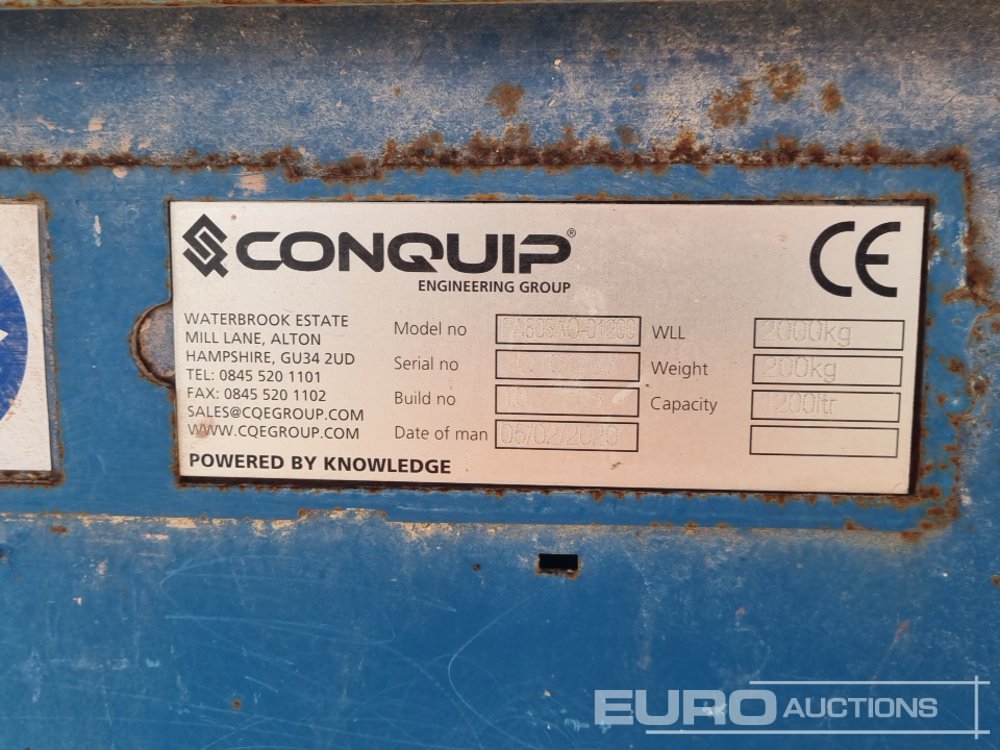 CONQUIP®
ENGINEERING GROUP
CE
WATERBROOK ESTATE
MILL LANE, ALTON
HAMPSHIRE, GU34 2UD
TEL: 0845 520 1101
FAX: 0845 520 1102
SALES@CQEGROUP.COM
WWW.CQEGROUP.COM
POWERED BY KNOWLEDGE
Model no
Serial no
Build no
Date of man 05/02/2020
WLL 2000kg
Weight 200kg
Capacity 1200ltr
EURO AUCTIONS